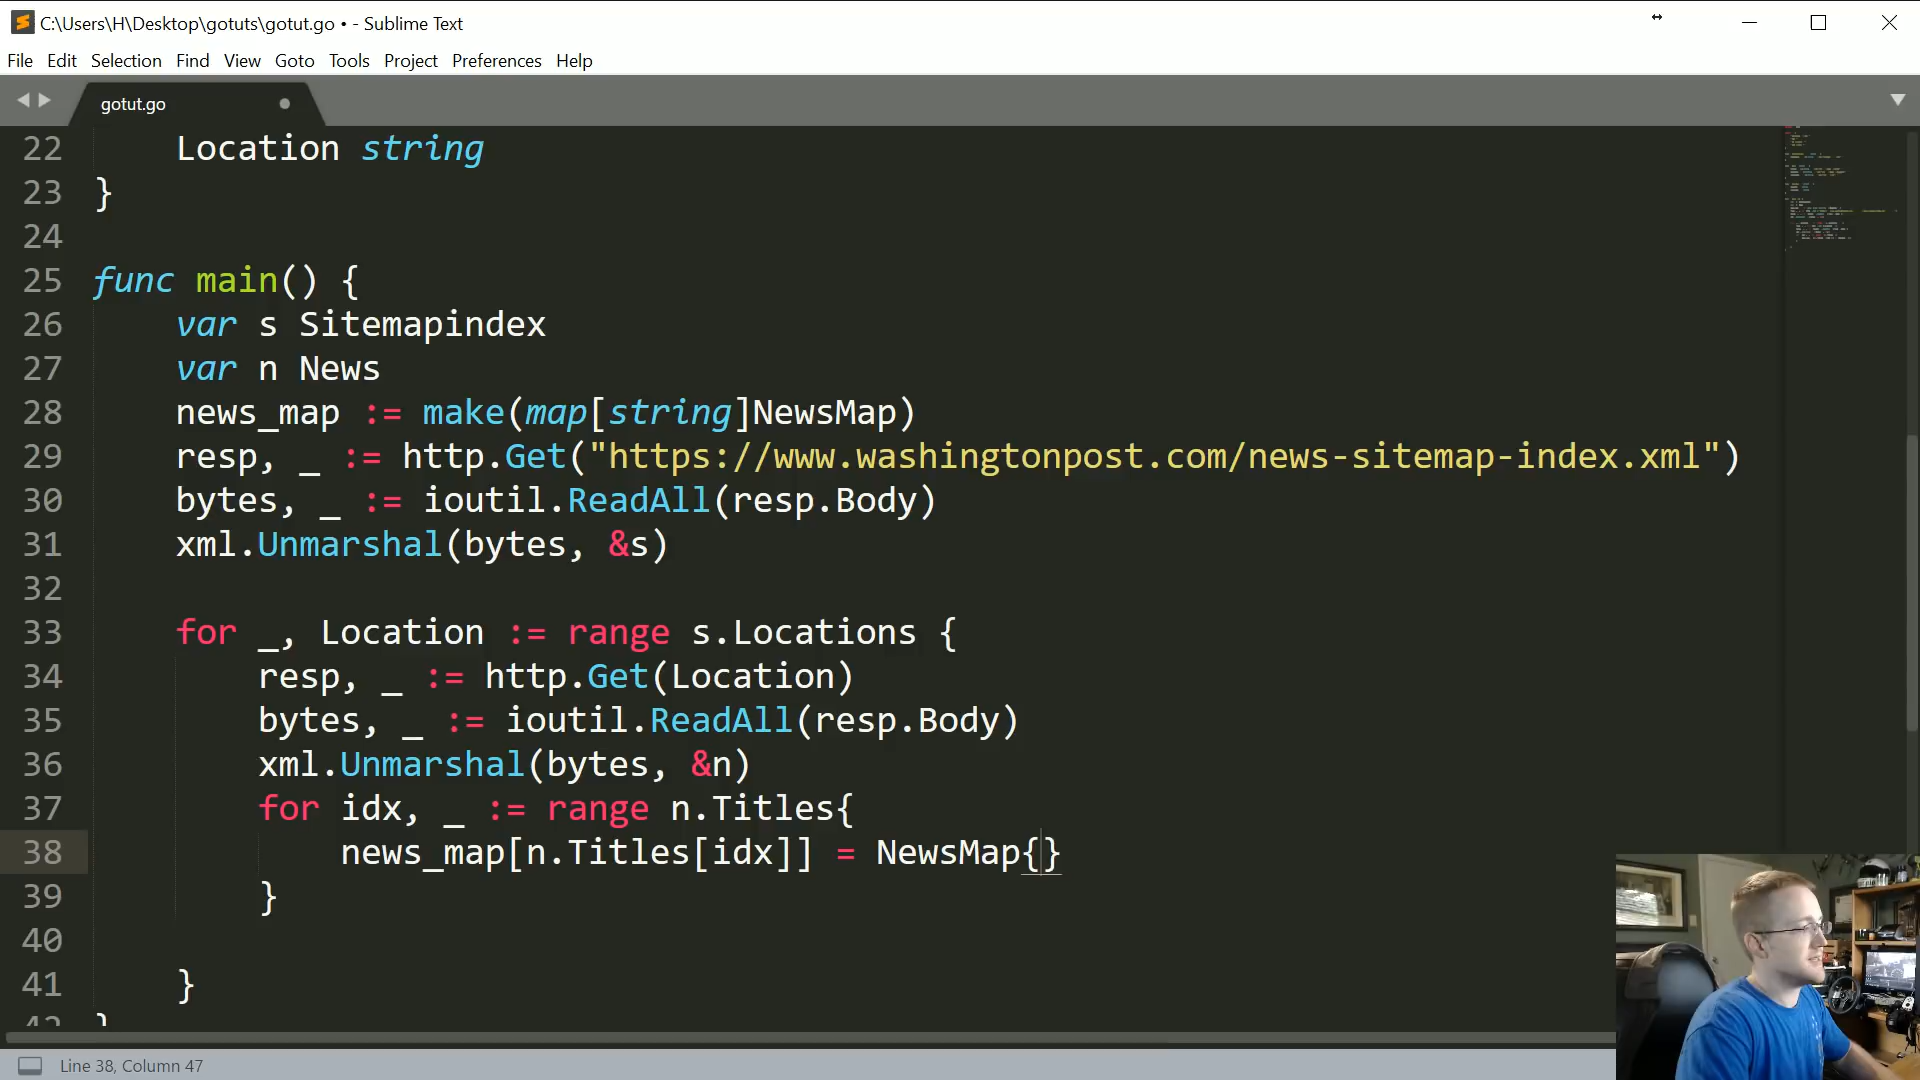 C:\Users\H\Desktop\gotuts\gotut.go • - Sublime Text
File Edit Selection Find View Goto Tools Project Preferences Help
gotut.go
22 Location string
23 }
24
25 func main() {
26 var s Sitemapindex
27 var n News
28 news_map := make(map[string]NewsMap)
29 resp, _ := http.Get("https://www.washingtonpost.com/news-sitemap-index.xml")
30 bytes, _ := ioutil.ReadAll(resp.Body)
31 xml.Unmarshal(bytes, &s)
32
33 for _, Location := range s.Locations {
34 resp, _ := http.Get(Location)
35 bytes, _ := ioutil.ReadAll(resp.Body)
36 xml.Unmarshal(bytes, &n)
37 for idx, _ := range n.Titles{
38 news_map[n.Titles[idx]] = NewsMap{}
39 }
40
41 }
42 }
Line 38, Column 47